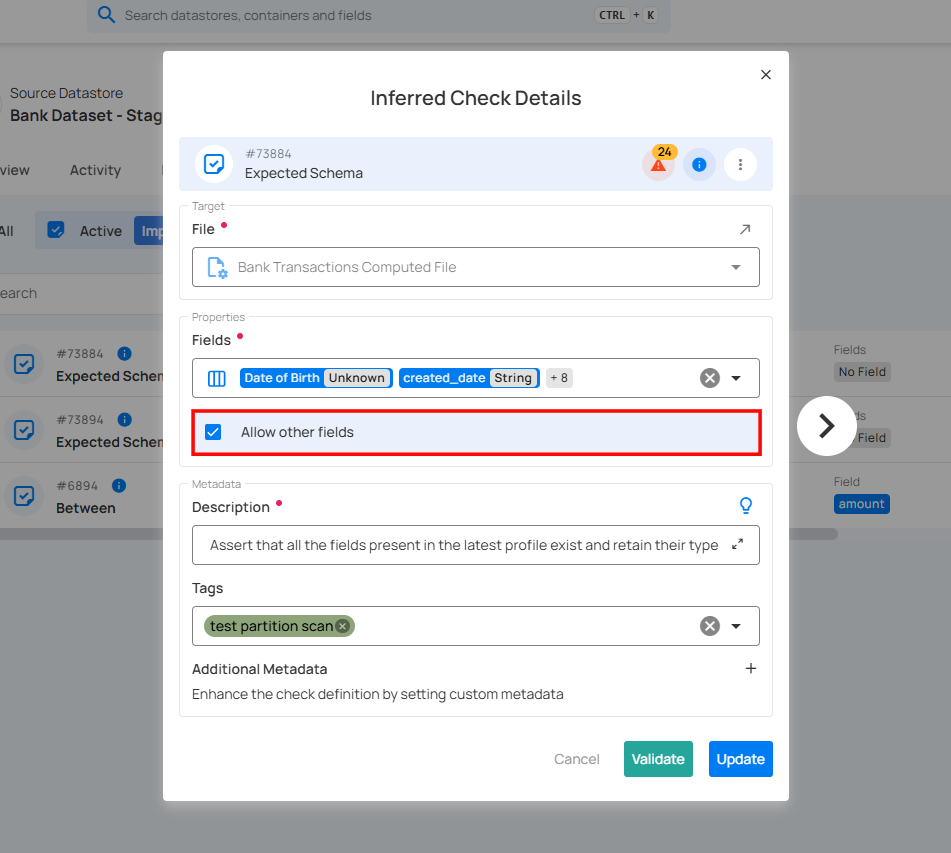 Search datastores, containers and fields CTRL + K
Source Datastore
Bank Dataset - Stag
view Activity
All Active Imp
earch
#73884
Expected Schem
#73894
Expected Schem
#6894
Between
Fields
No Field
ds
Field
Field
amount
Inferred Check Details
#73884
Expected Schema
24
Target
File
Bank Transactions Computed File
Properties
Fields
Date of Birth Unknown created_date String + 8
Allow other fields
Metadata
Description
Assert that all the fields present in the latest profile exist and retain their type
Tags
test partition scan
Additional Metadata +
Enhance the check definition by setting custom metadata
Cancel Validate Update